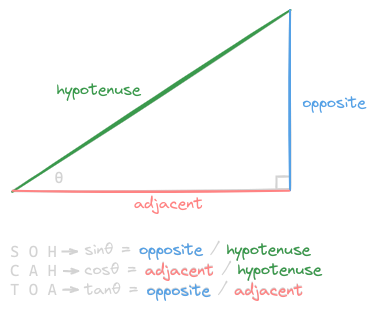 hypotenuse
opposite
θ
adjacent
S O H → sinθ = opposite / hypotenuse
C A H → cosθ = adjacent / hypotenuse
T O A → tanθ = opposite / adjacent